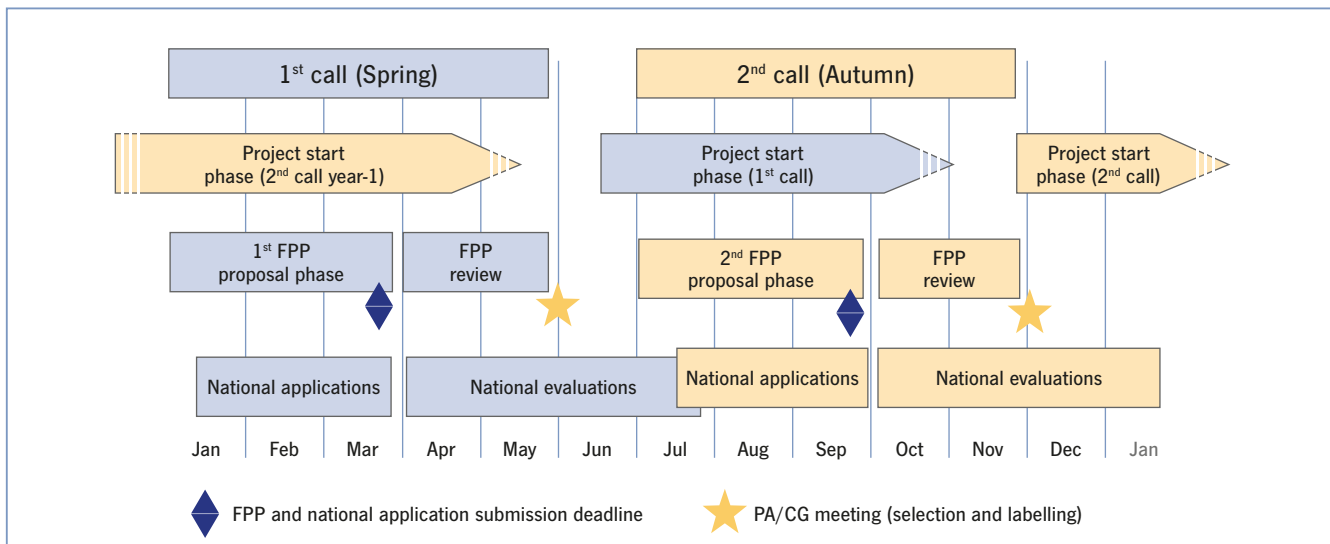 1st call (Spring)
2nd call (Autumn)
Project start
phase (2nd call year-1)
Project start
phase (1st call)
Project start
phase (2nd call)
1st FPP
proposal phase
FPP
review
2nd FPP
proposal phase
FPP
review
National applications
National evaluations
National applications
National evaluations
Jan Feb Mar Apr May Jun Jul Aug Sep Oct Nov Dec Jan
FPP and national application submission deadline
PA/CG meeting (selection and labelling)